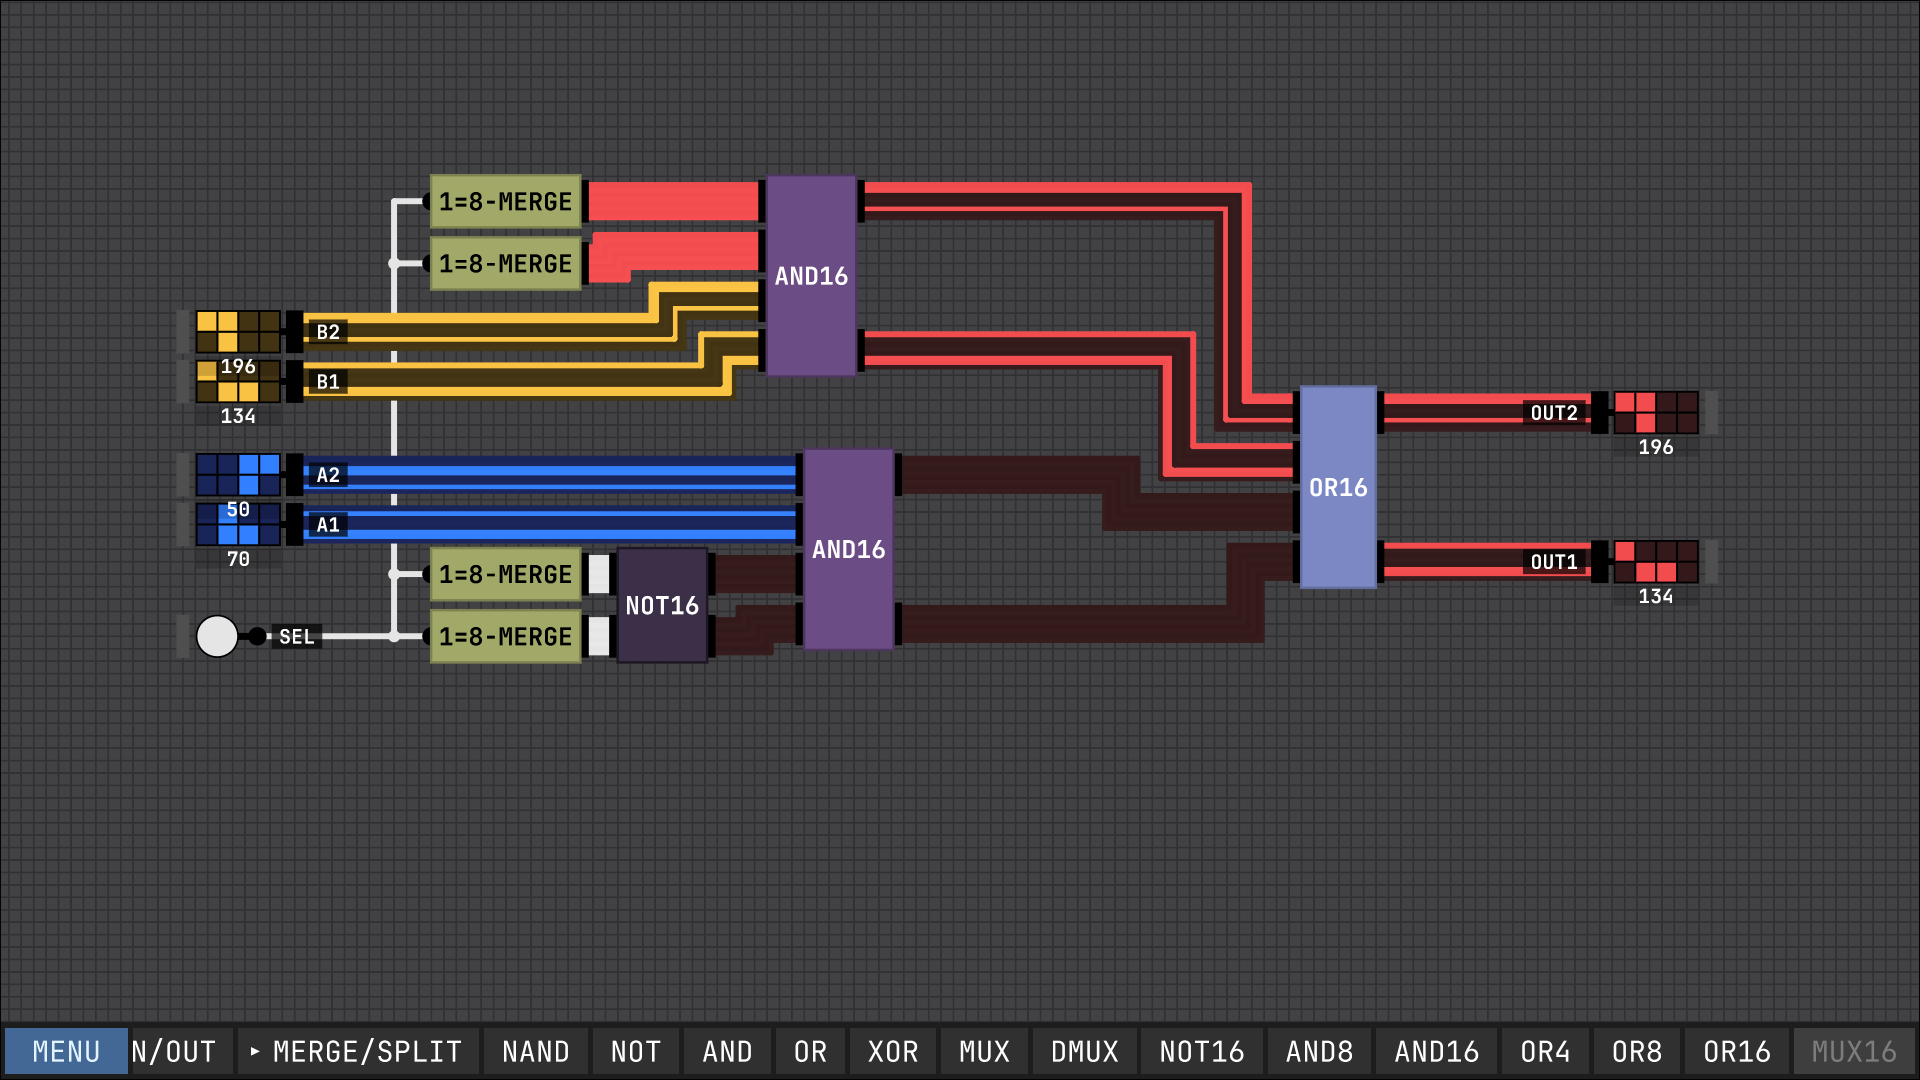 1=8-MERGE
1=8-MERGE
AND16
B2
196
B1
134
A2
50
A1
70
AND16
1=8-MERGE
NOT16
1=8-MERGE
SEL
OR16
OUT2
196
OUT1
134
MENU N/OUT ▸ MERGE/SPLIT NAND NOT AND OR XOR MUX DMUX NOT16 AND8 AND16 OR4 OR8 OR16 MUX16